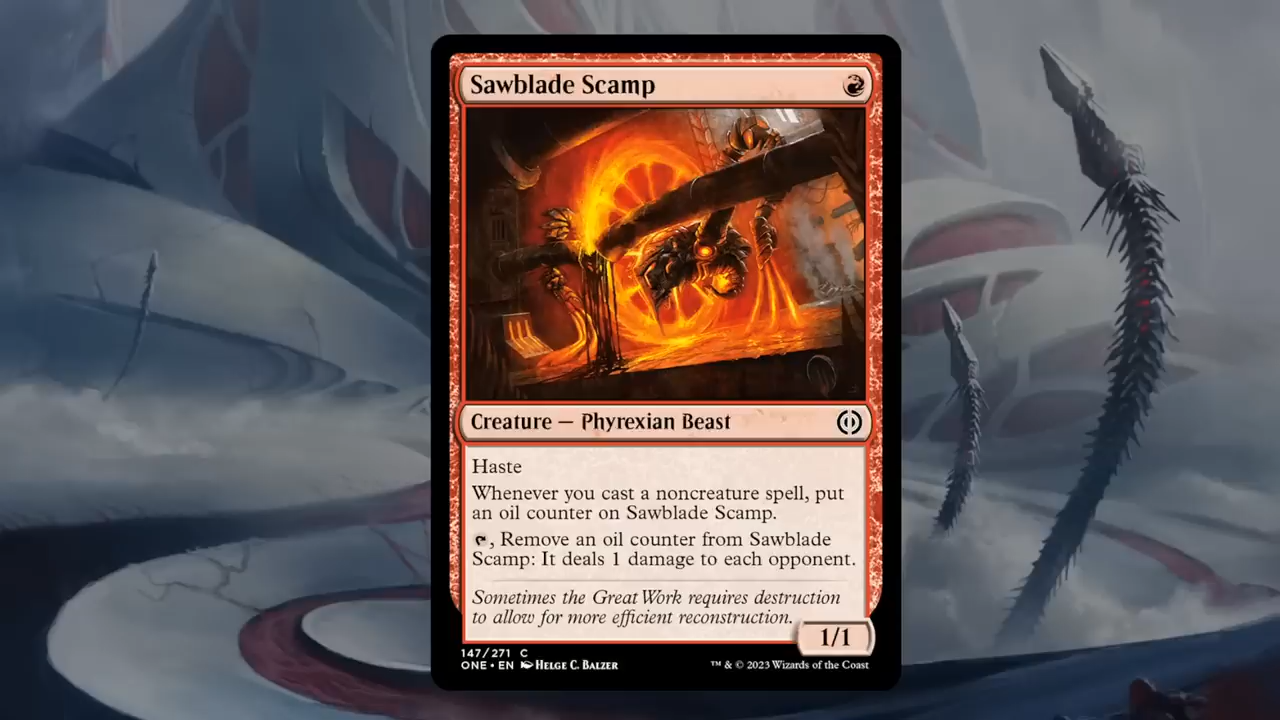 Sawblade Scamp
Creature — Phyrexian Beast
Haste
Whenever you cast a noncreature spell, put
an oil counter on Sawblade Scamp.
, Remove an oil counter from Sawblade
Scamp: It deals 1 damage to each opponent.
Sometimes the Great Work requires destruction
to allow for more efficient reconstruction.
1/1
147/271 C
ONE • EN Helge C. Balzer
™ & © 2023 Wizards of the Coast